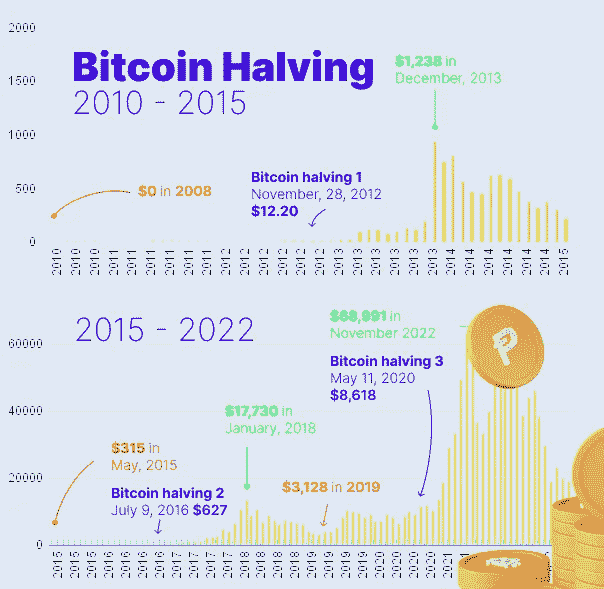 2000
Bitcoin Halving
2010 - 2015
$1,238 in
December, 2013
1500
1000
500
0
$0 in 2008
Bitcoin halving 1
November, 28, 2012
$12.20
2010 2010 2010 2011 2011 2011 2011 2011 2012 2012 2012 2012 2012 2012 2013 2013 2013 2013 2013 2013 2014 2014 2014 2014 2014 2014 2015
2015 - 2022
60000
40000
20000
0
$68,991 in
November 2022
Bitcoin halving 3
May 11, 2020
$8,618
$17,730 in
January, 2018
$315 in
May, 2015
Bitcoin halving 2
July 9, 2016 $627
$3,128 in 2019
2015 2015 2015 2016 2016 2016 2017 2017 2017 2018 2018 2018 2018 2019 2019 2019 2020 2020 2020 2020 2021